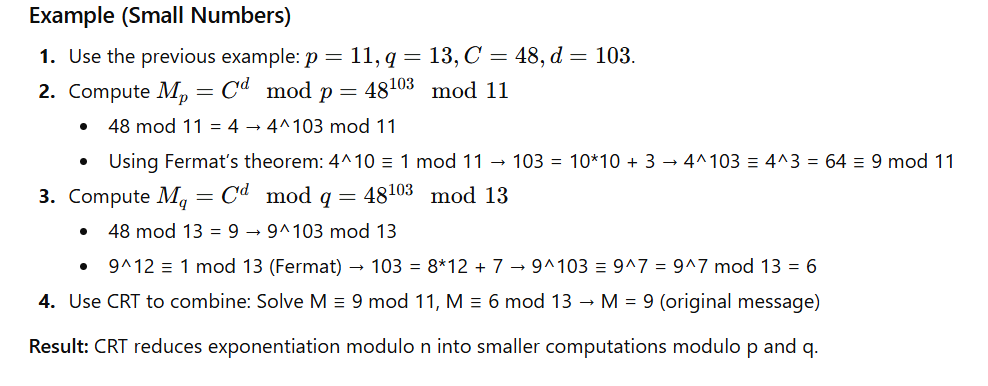 Example (Small Numbers)
1. Use the previous example: p = 11, q = 13, C = 48, d = 103.
2. Compute M_p = C^d mod p = 48^103 mod 11
• 48 mod 11 = 4 → 4^103 mod 11
• Using Fermat’s theorem: 4^10 ≡ 1 mod 11 → 103 = 10*10 + 3 → 4^103 ≡ 4^3 = 64 ≡ 9 mod 11
3. Compute M_q = C^d mod q = 48^103 mod 13
• 48 mod 13 = 9 → 9^103 mod 13
• 9^12 ≡ 1 mod 13 (Fermat) → 103 = 8*12 + 7 → 9^103 ≡ 9^7 = 9^7 mod 13 = 6
4. Use CRT to combine: Solve M ≡ 9 mod 11, M ≡ 6 mod 13 → M = 9 (original message)
Result: CRT reduces exponentiation modulo n into smaller computations modulo p and q.